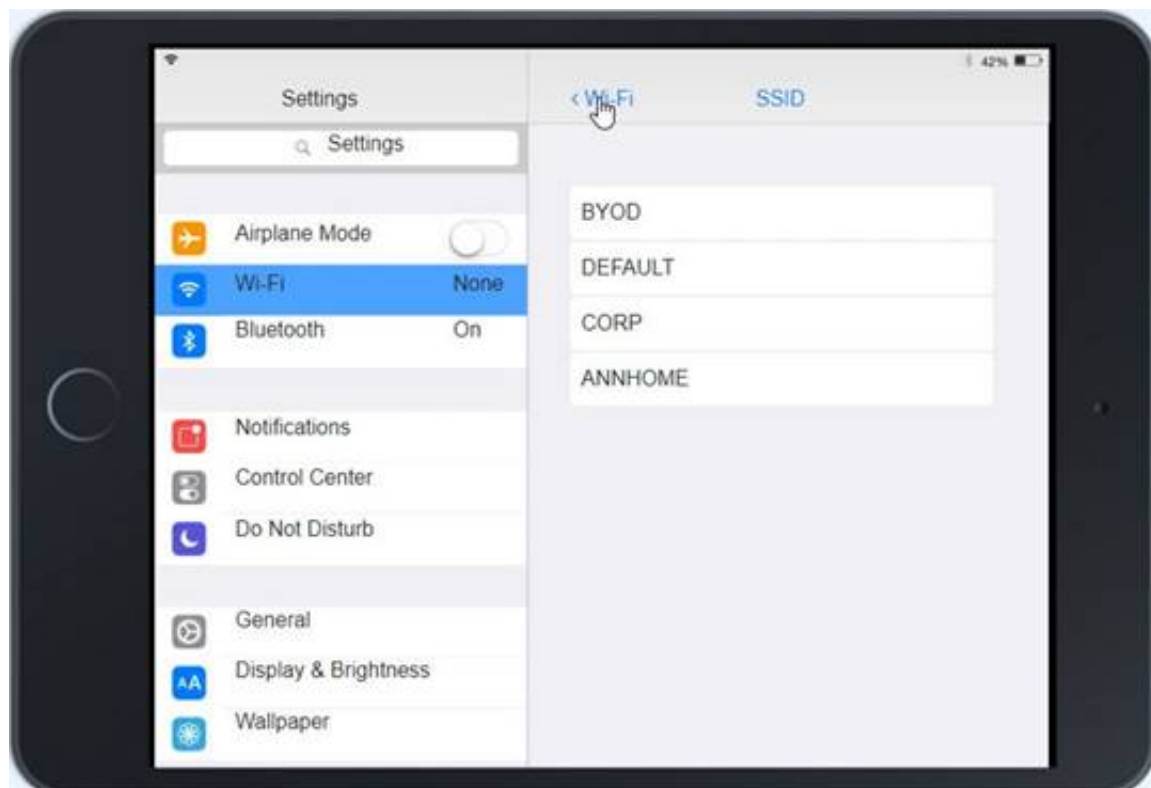 42%
Settings
< Wi-Fi
SSID
Settings
Airplane Mode
Wi-Fi None
Bluetooth On
Notifications
Control Center
Do Not Disturb
General
AA Display & Brightness
Wallpaper
BYOD
DEFAULT
CORP
ANNHOME